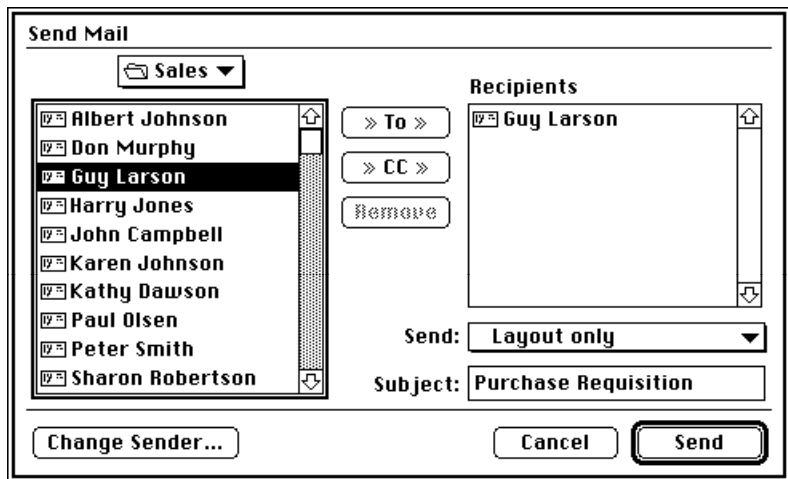 Send Mail
Sales
Recipients
Albert Johnson
Don Murphy
Guy Larson
Harry Jones
John Campbell
Karen Johnson
Kathy Dawson
Paul Olsen
Peter Smith
Sharon Robertson
» To »
» CC »
Remove
Guy Larson
Send: Layout only
Subject: Purchase Requisition
Change Sender...
Cancel
Send